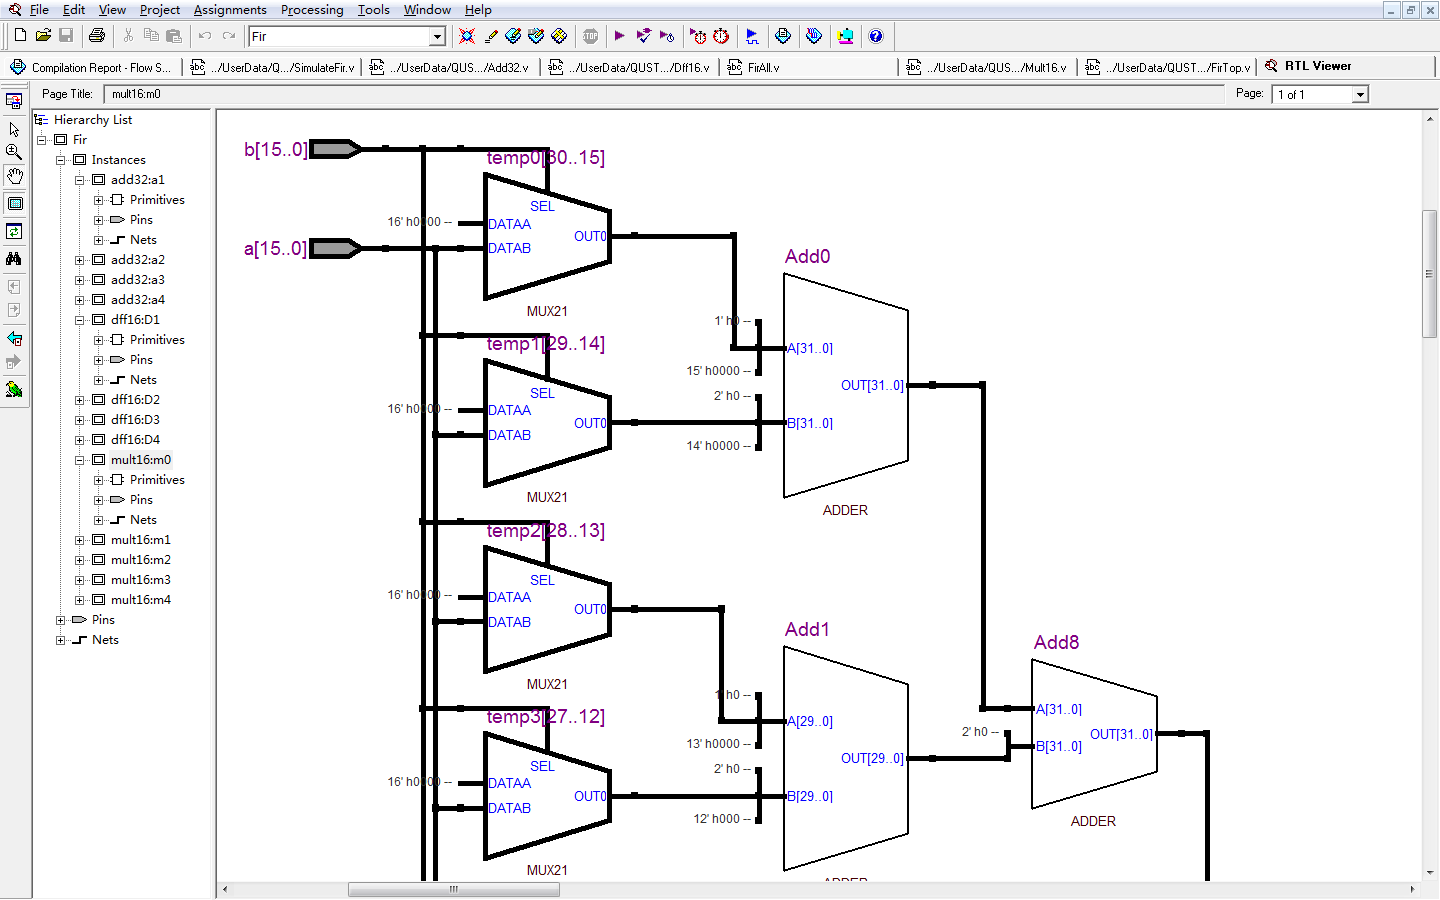 File Edit View Project Assignments Processing Tools Window Help
Fir
STOP
Compilation Report - Flow S...
abc ../UserData/Q.../SimulateFir.v
abc ../UserData/QUS.../Add32.v
abc ../UserData/QUST.../Dff16.v
abc FirAll.v
abc ../UserData/QUS.../Mult16.v
abc ../UserData/QUST.../FirTop.v
RTL Viewer
Page Title: mult16:m0
Page: 1 of 1
Hierarchy List
Fir
Instances
add32:a1
Primitives
Pins
Nets
add32:a2
add32:a3
add32:a4
dff16:D1
Primitives
Pins
Nets
dff16:D2
dff16:D3
dff16:D4
mult16:m0
Primitives
Pins
Nets
mult16:m1
mult16:m2
mult16:m3
mult16:m4
Pins
Nets
b[15..0]
a[15..0]
temp0[30..15]
SEL
16' h0000 --
DATAA
DATAB
OUT0
MUX21
temp1[29..14]
SEL
16' h0000 --
DATAA
DATAB
OUT0
MUX21
temp2[28..13]
SEL
16' h0000 --
DATAA
DATAB
OUT0
MUX21
temp3[27..12]
SEL
16' h0000 --
DATAA
DATAB
OUT0
MUX21
Add0
1' h0 --
A[31..0]
15' h0000 --
2' h0 --
B[31..0]
14' h0000 --
OUT[31..0]
ADDER
Add1
1' h0 --
A[29..0]
13' h0000 --
2' h0 --
B[29..0]
12' h000 --
OUT[29..0]
ADDER
Add8
A[31..0]
2' h0 --
B[31..0]
OUT[31..0]
ADDER